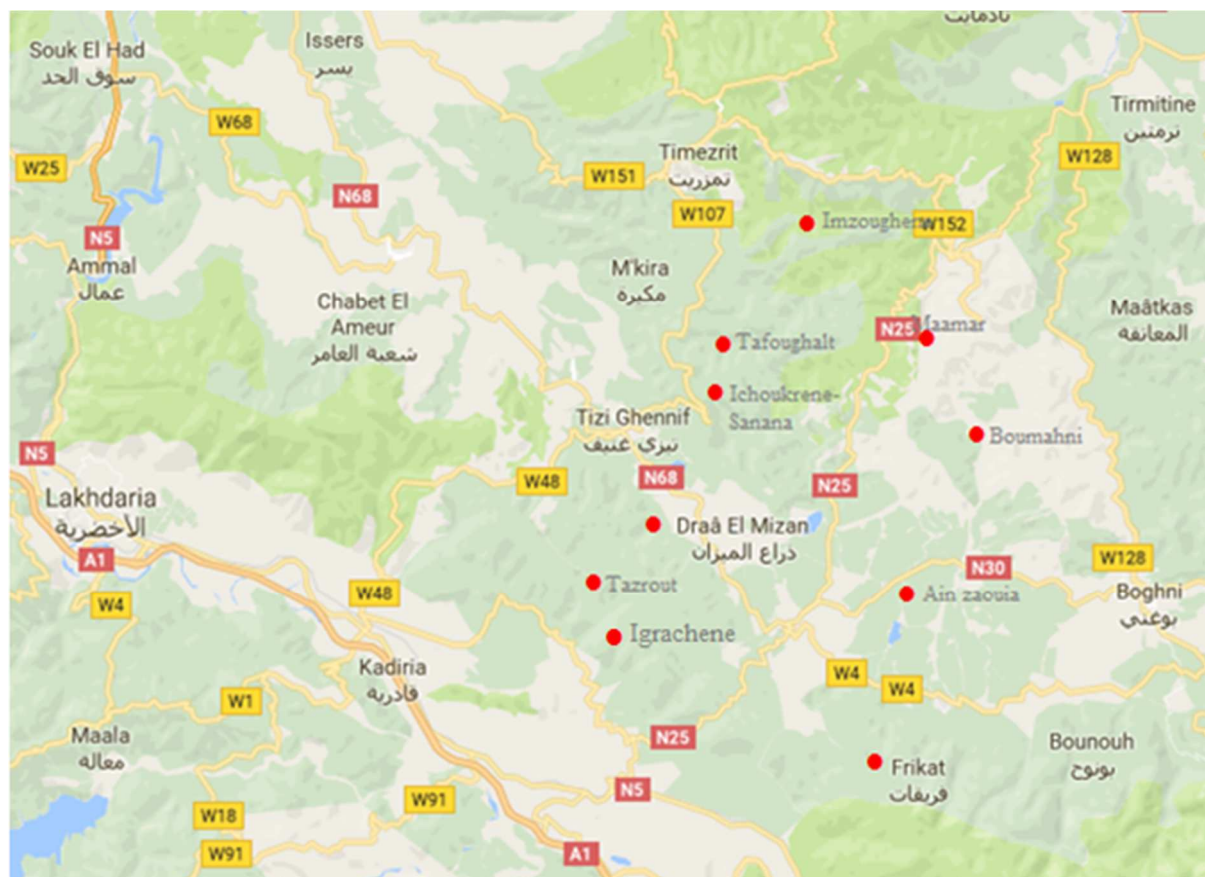 تادمايت
Souk El Had
سوق الحد
Issers
يسر
Tirmitine
ترمتين
W68
W25
N68
W151
Timezrit
تمزريت
W128
W107
Imzoughen
W152
N5
Ammal
عمال
M'kira
مكيرة
Chabet El
Ameur
شعبة العامر
Maâtkas
المعاتقة
N25
Maamar
Tafoughalt
Ichoukrene-
Sanana
Tizi Ghennif
تيزي غنيف
Boumahni
N5
W48
N68
N25
Lakhdaria
الأخضرية
Draâ El Mizan
ذراع الميزان
A1
W4
W48
Tazrout
N30
Ain zaouia
W128
Boghni
بوغني
Igrachene
Kadiria
قادرية
W4
W4
W1
Maala
معالة
N25
Bounouh
بونوح
Frikat
فريقات
N5
W91
W18
W91
A1